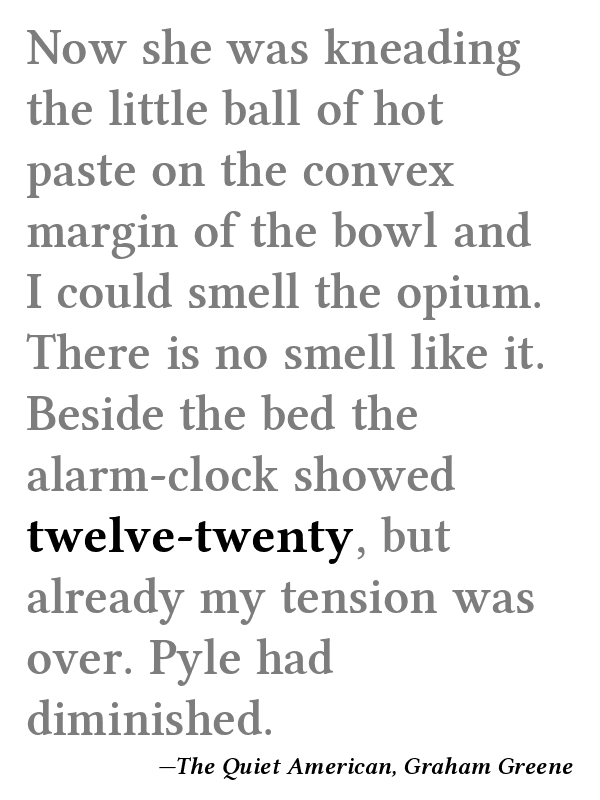 Now she was kneading
the little ball of hot
paste on the convex
margin of the bowl and
I could smell the opium.
There is no smell like it.
Beside the bed the
alarm-clock showed
twelve-twenty, but
already my tension was
over. Pyle had
diminished.
—The Quiet American, Graham Greene